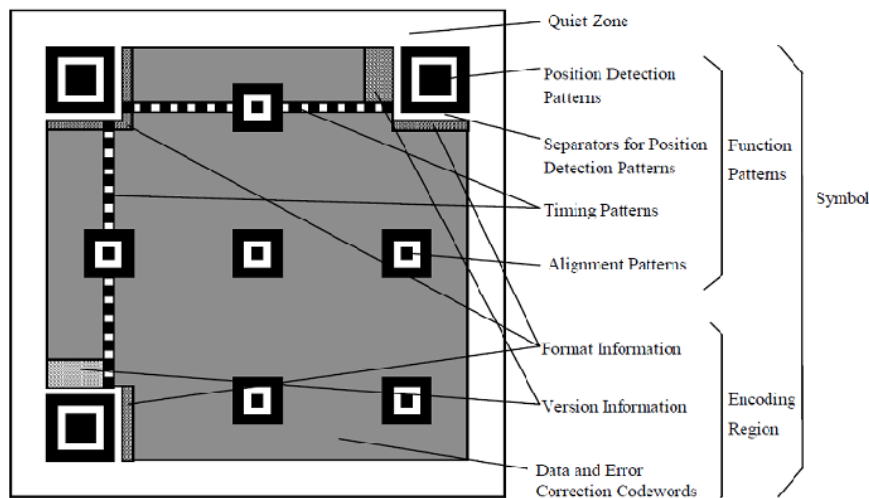 Quiet Zone
Position Detection
Patterns
Separators for Position
Detection Patterns
Function
Patterns
Symbol
Timing Patterns
Alignment Patterns
Format Information
Version Information
Encoding
Region
Data and Error
Correction Codewords